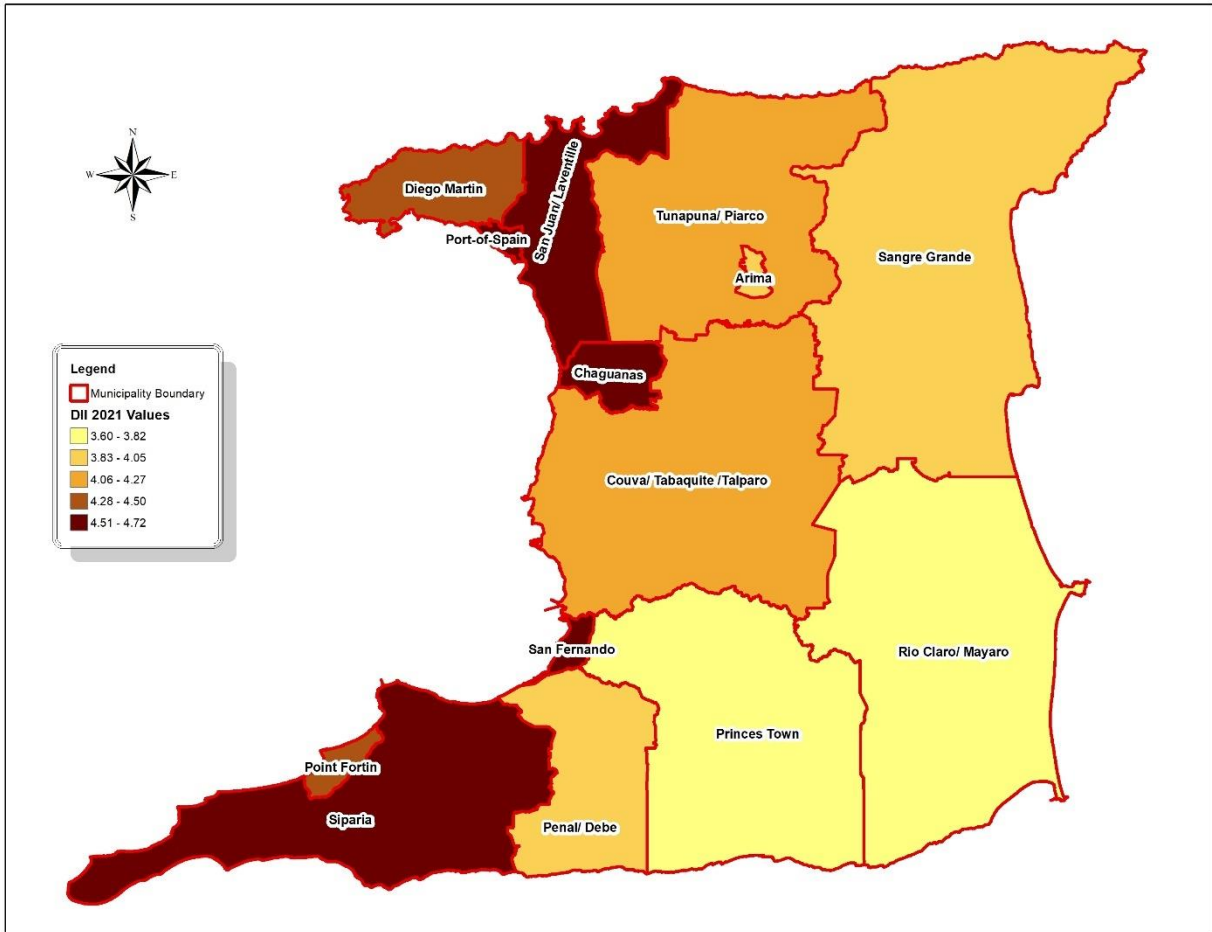 N
W E
S
Diego Martin
Port-of-Spain
San Juan/ Laventille
Tunapuna/ Piarco
Arima
Sangre Grande
Chaguanas
Couva/ Tabaquite /Talparo
San Fernando
Rio Claro/ Mayaro
Princes Town
Point Fortin
Siparia
Penal/ Debe
Legend
Municipality Boundary
DII 2021 Values
3.60 - 3.82
3.83 - 4.05
4.06 - 4.27
4.28 - 4.50
4.51 - 4.72